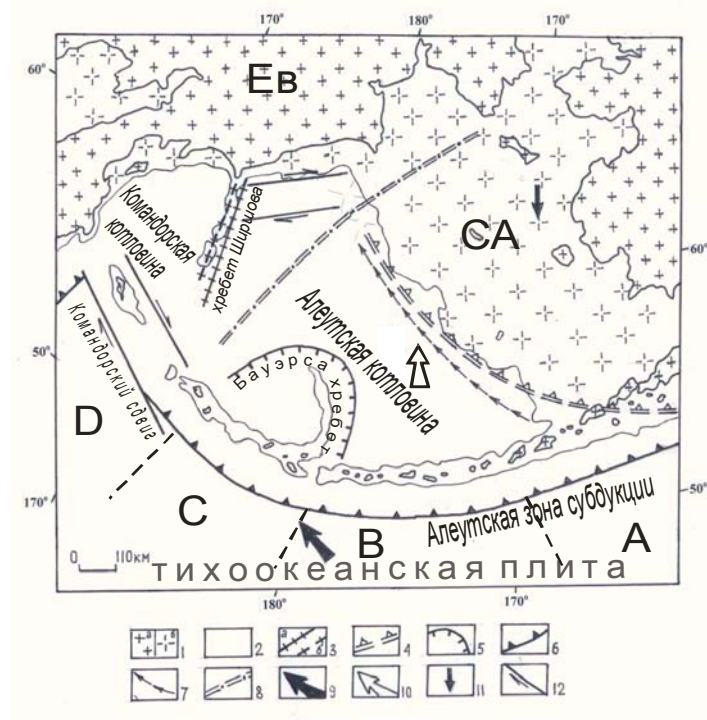 170° 180° 170°
60°
Ев
Командорская
котловина
хребет Ширшова
СА
60°
Алеутская котловина
50°
Командорский сдвиг
Бауэрса хребет
D
C
B
A
170°
50°
Алеутская зона субдукции
0 110км
тихоокеанская плита
180° 170°
а б 1 2 а б 3 4 5 6
7 8 9 10 11 12